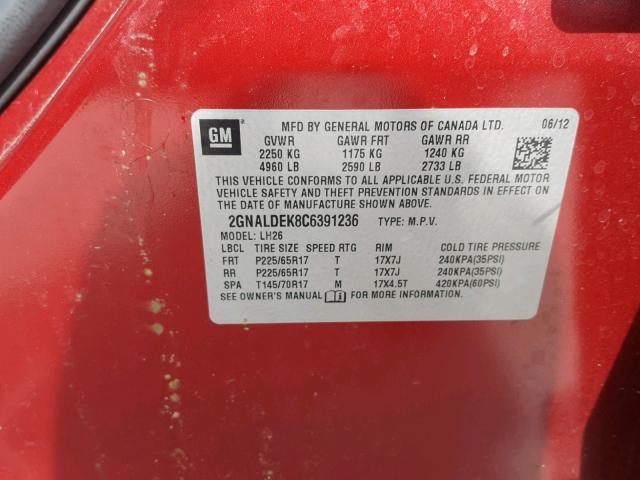 GM MFD BY GENERAL MOTORS OF CANADA LTD. 06/12
GVWR GAWR FRT GAWR RR
2250 KG 1175 KG 1240 KG
4960 LB 2590 LB 2733 LB
THIS VEHICLE CONFORMS TO ALL APPLICABLE U.S. FEDERAL MOTOR
VEHICLE SAFETY AND THEFT PREVENTION STANDARDS IN EFFECT ON
THE DATE OF MANUFACTURE SHOWN ABOVE.
2GNALDEK8C6391236 TYPE: M.P.V.
MODEL: LH26
LBCL TIRE SIZE SPEED RTG RIM COLD TIRE PRESSURE
FRT P225/65R17 T 17X7J 240KPA(35PSI)
RR P225/65R17 T 17X7J 240KPA(35PSI)
SPA T145/70R17 M 17X4.5T 420KPA(60PSI)
SEE OWNER'S MANUAL FOR MORE INFORMATION.